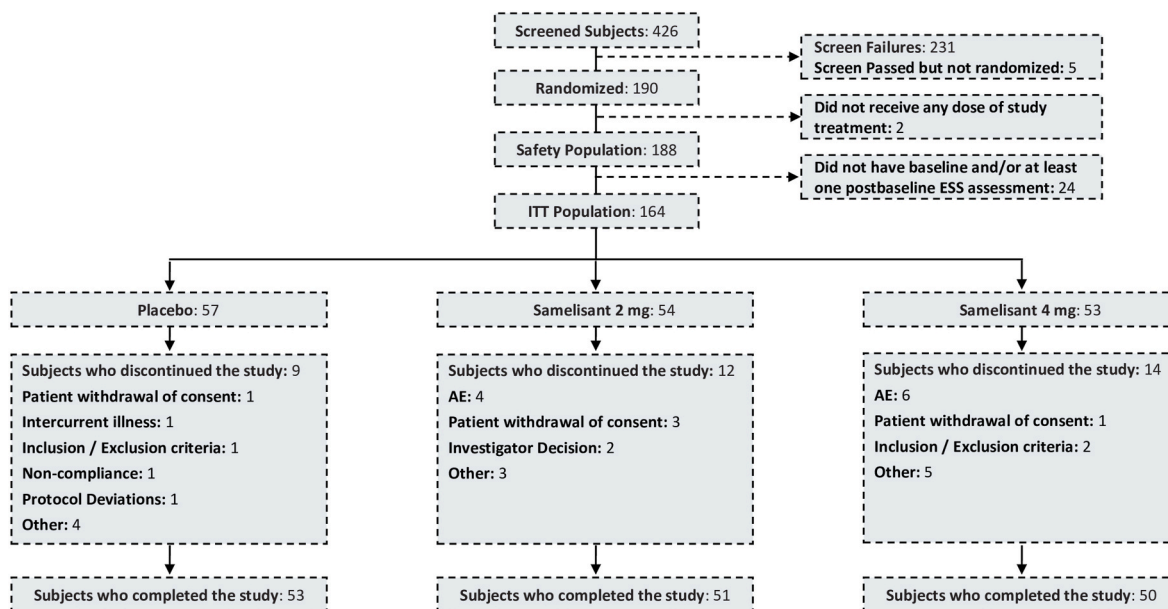 Screened Subjects: 426
Screen Failures: 231
Screen Passed but not randomized: 5
Randomized: 190
Did not receive any dose of study
treatment: 2
Safety Population: 188
Did not have baseline and/or at least
one postbaseline ESS assessment: 24
ITT Population: 164
Placebo: 57
Samelisant 2 mg: 54
Samelisant 4 mg: 53
Subjects who discontinued the study: 9
Patient withdrawal of consent: 1
Intercurrent illness: 1
Inclusion / Exclusion criteria: 1
Non-compliance: 1
Protocol Deviations: 1
Other: 4
Subjects who discontinued the study: 12
AE: 4
Patient withdrawal of consent: 3
Investigator Decision: 2
Other: 3
Subjects who discontinued the study: 14
AE: 6
Patient withdrawal of consent: 1
Inclusion / Exclusion criteria: 2
Other: 5
Subjects who completed the study: 53
Subjects who completed the study: 51
Subjects who completed the study: 50